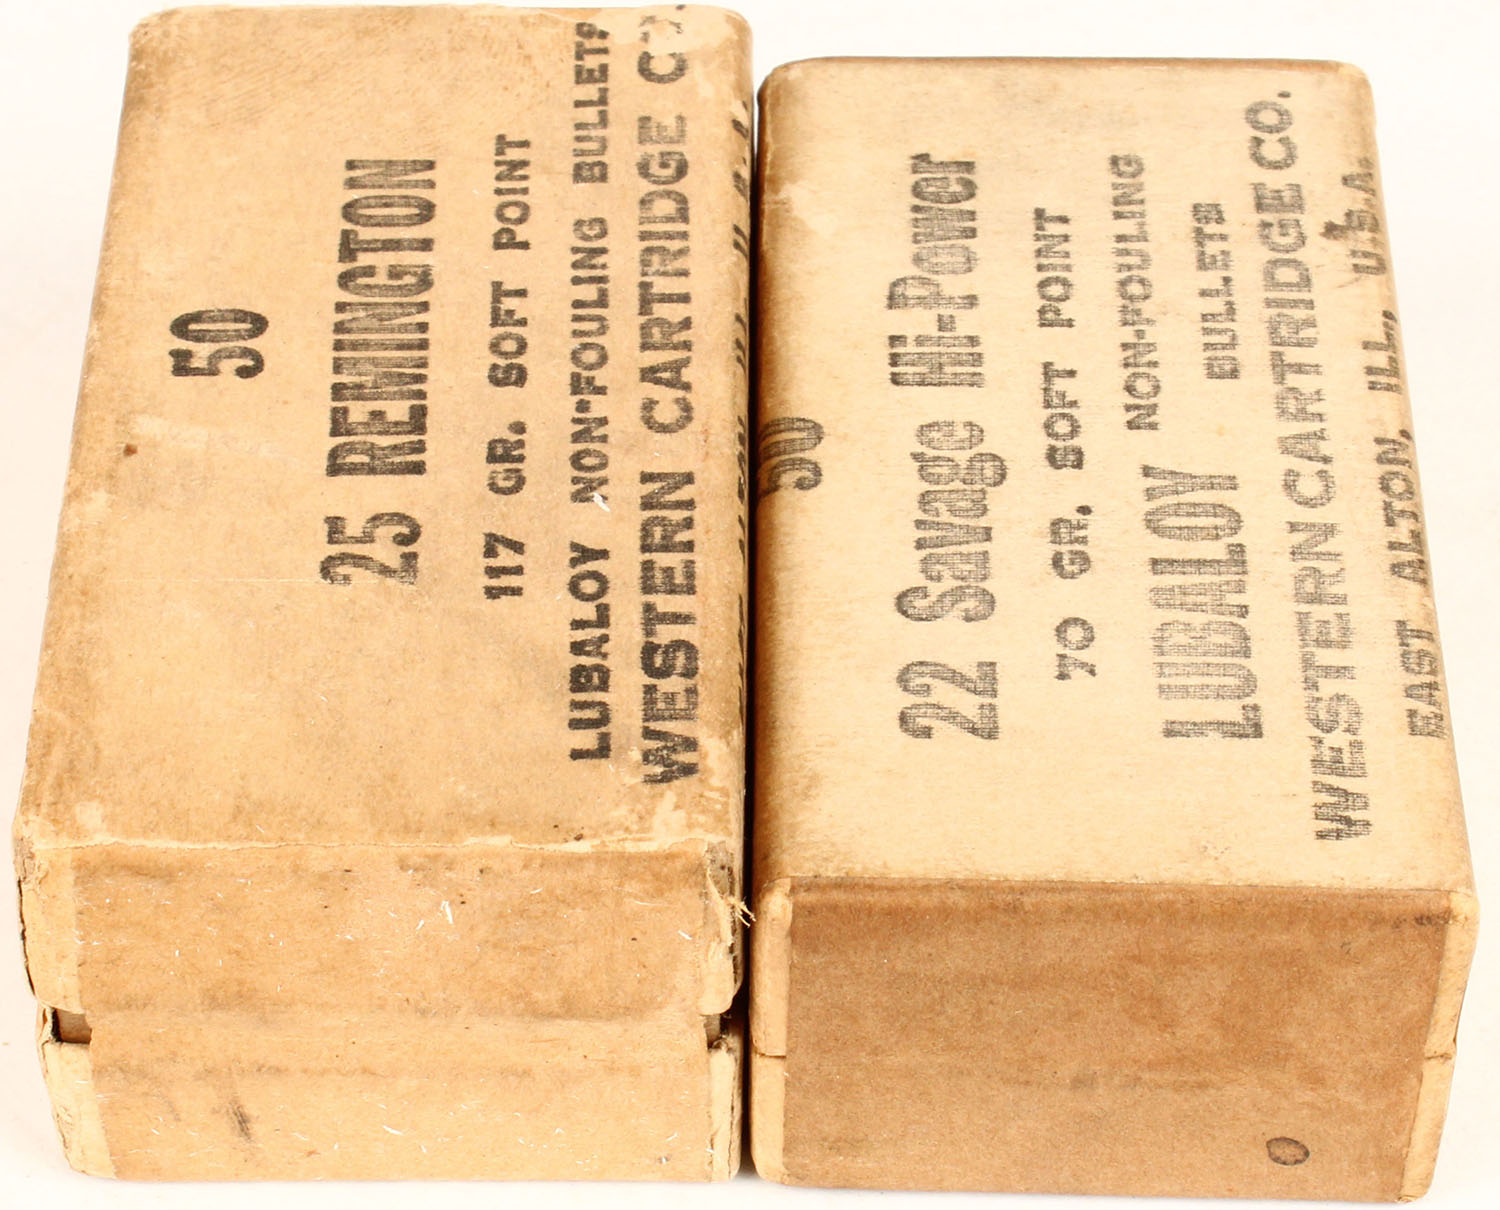 50
25 REMINGTON
117 GR. SOFT POINT
LUBALOY NON-FOULING BULLETS
WESTERN CARTRIDGE CO.
50
22 Savage Hi-Power
70 GR. SOFT POINT
LUBALOY NON-FOULING
BULLETS
WESTERN CARTRIDGE CO.
EAST ALTON, ILL., U.S.A.